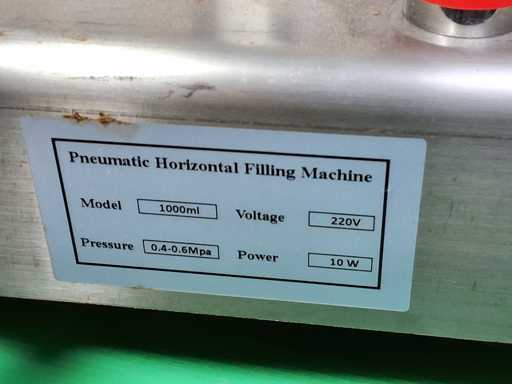 Pneumatic Horizontal Filling Machine
Model 1000ml Voltage 220V
Pressure 0.4-0.6Mpa Power 10 W